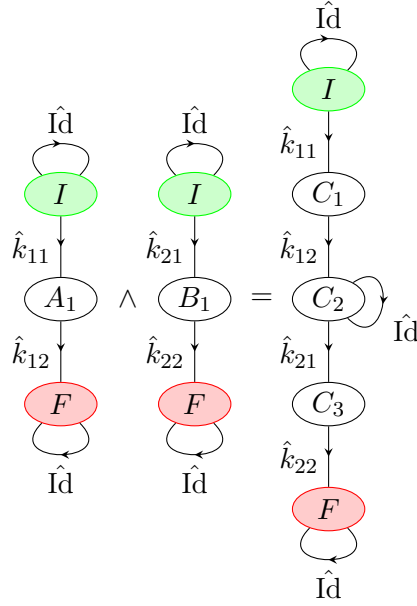 Îd
I
k̂₁₁
C₁
k̂₁₂
C₂
Îd
k̂₂₁
C₃
k̂₂₂
F
Îd
Îd
I
k̂₁₁
A₁
k̂₁₂
F
Îd
∧
Îd
I
k̂₂₁
B₁
k̂₂₂
F
Îd
=